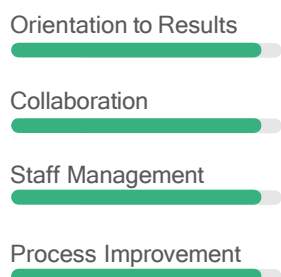 Orientation to Results
Collaboration
Staff Management
Process Improvement